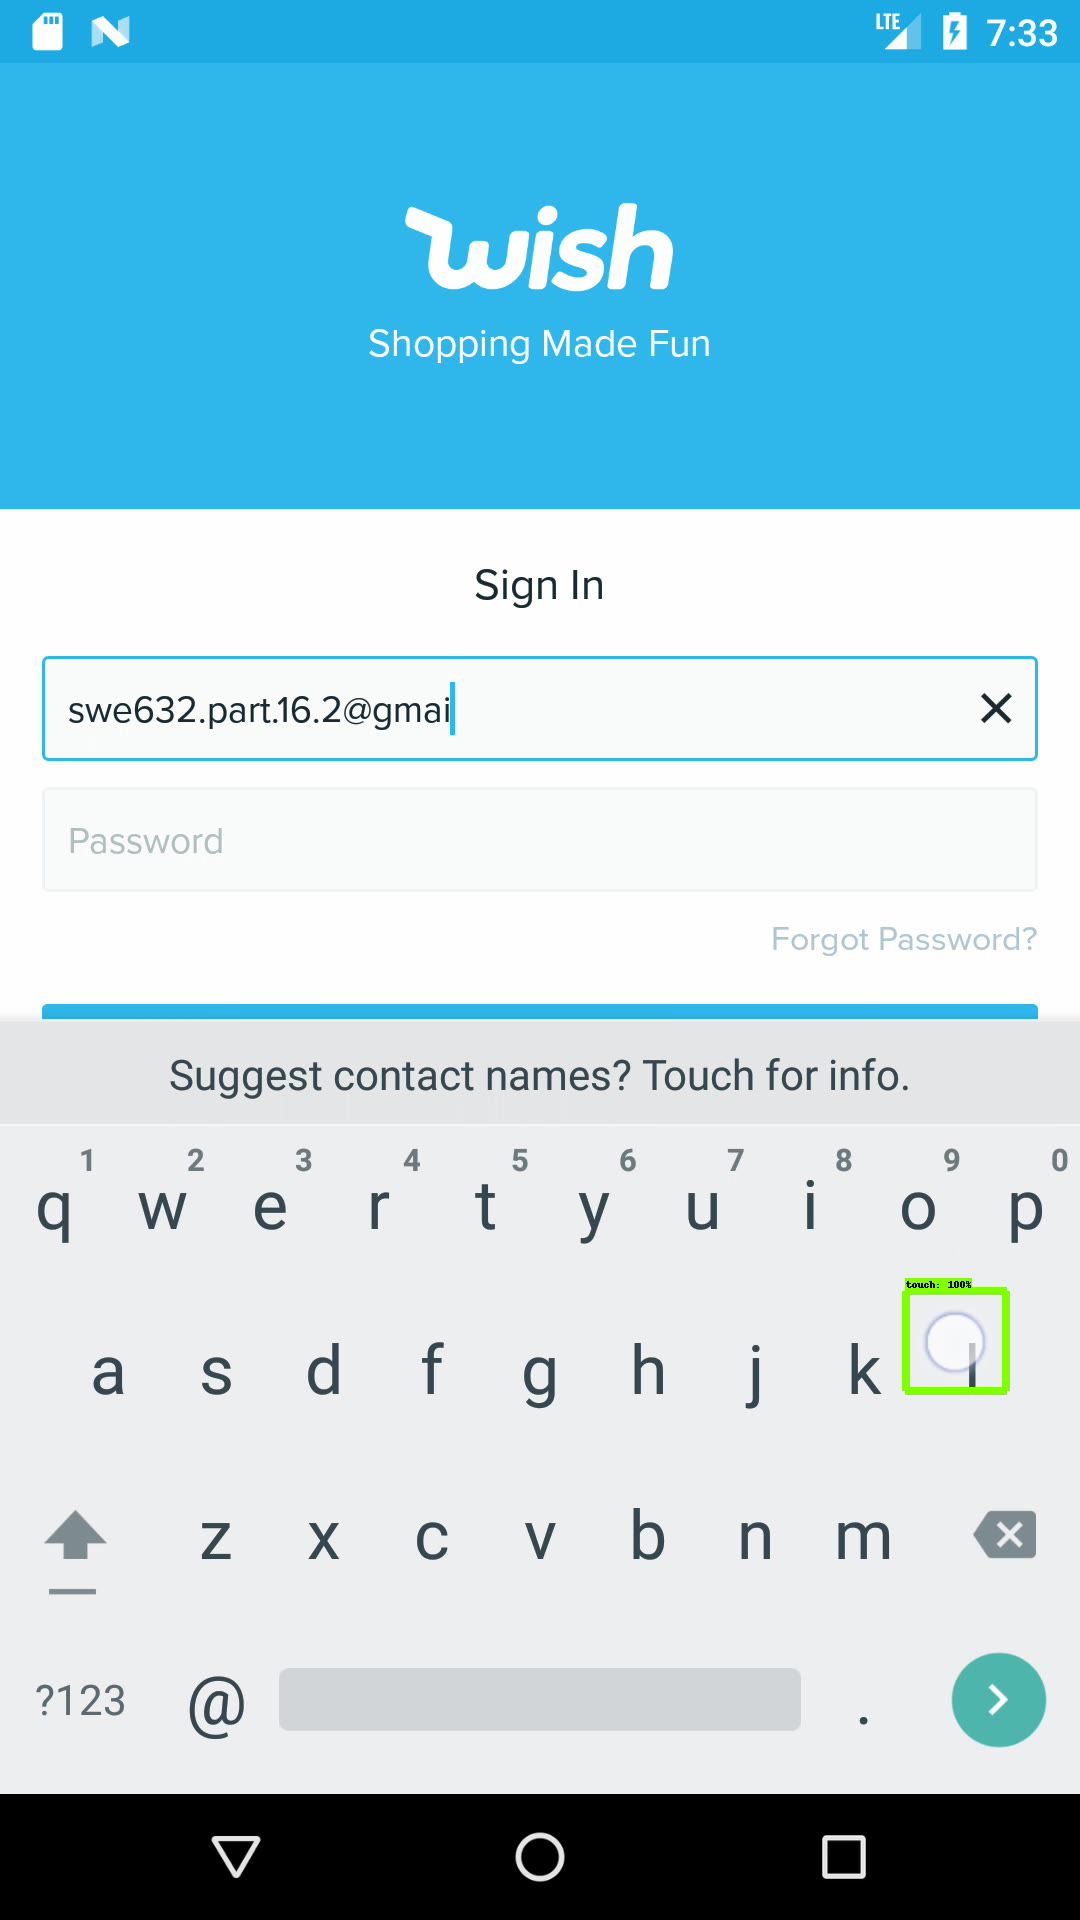 LTE 7:33
wish
Shopping Made Fun
Sign In
swe632.part.16.2@gmai
Password
Forgot Password?
Suggest contact names? Touch for info.
1 2 3 4 5 6 7 8 9 0
q w e r t y u i o p
touch: 100%
a s d f g h j k l
z x c v b n m
?123 @ .